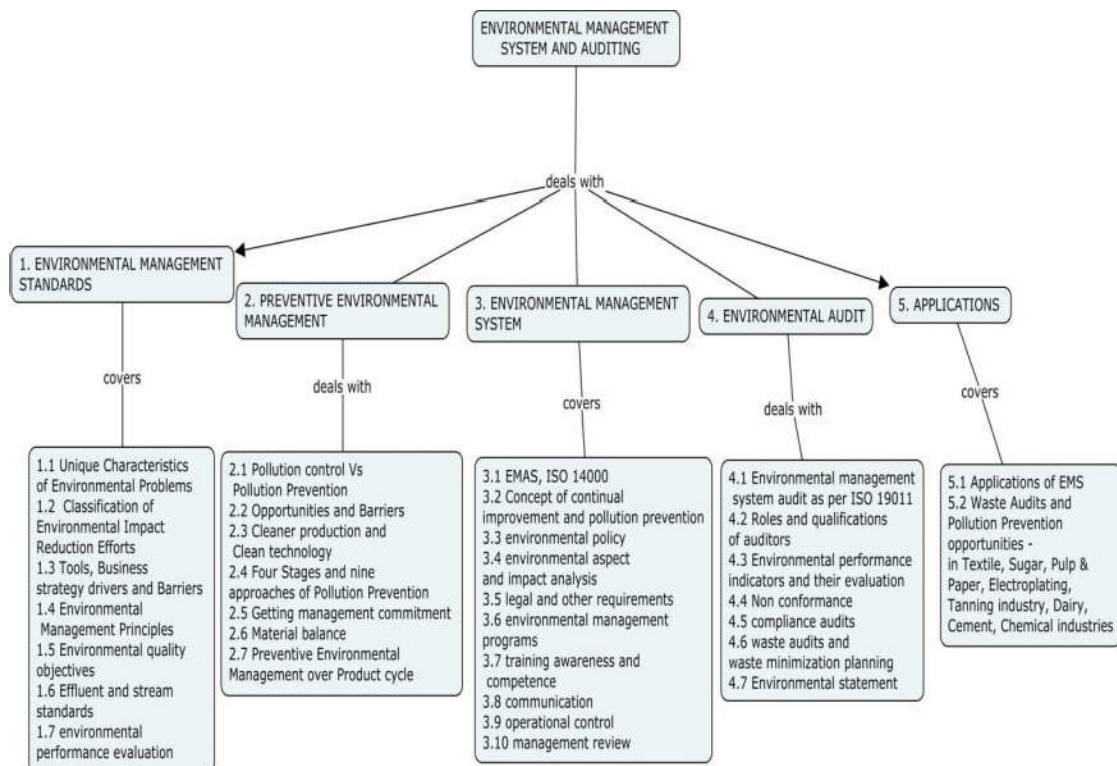 ENVIRONMENTAL MANAGEMENT
SYSTEM AND AUDITING
deals with
1. ENVIRONMENTAL MANAGEMENT
STANDARDS
2. PREVENTIVE ENVIRONMENTAL
MANAGEMENT
3. ENVIRONMENTAL MANAGEMENT
SYSTEM
4. ENVIRONMENTAL AUDIT
5. APPLICATIONS
covers
deals with
covers
deals with
covers
1.1 Unique Characteristics
of Environmental Problems
1.2 Classification of
Environmental Impact
Reduction Efforts
1.3 Tools, Business
strategy drivers and Barriers
1.4 Environmental
Management Principles
1.5 Environmental quality
objectives
1.6 Effluent and stream
standards
1.7 environmental
performance evaluation
2.1 Pollution control Vs
Pollution Prevention
2.2 Opportunities and Barriers
2.3 Cleaner production and
Clean technology
2.4 Four Stages and nine
approaches of Pollution Prevention
2.5 Getting management commitment
2.6 Material balance
2.7 Preventive Environmental
Management over Product cycle
3.1 EMAS, ISO 14000
3.2 Concept of continual
improvement and pollution prevention
3.3 environmental policy
3.4 environmental aspect
and impact analysis
3.5 legal and other requirements
3.6 environmental management
programs
3.7 training awareness and
competence
3.8 communication
3.9 operational control
3.10 management review
4.1 Environmental management
system audit as per ISO 19011
4.2 Roles and qualifications
of auditors
4.3 Environmental performance
indicators and their evaluation
4.4 Non conformance
4.5 compliance audits
4.6 waste audits and
waste minimization planning
4.7 Environmental statement
5.1 Applications of EMS
5.2 Waste Audits and
Pollution Prevention
opportunities -
in Textile, Sugar, Pulp &
Paper, Electroplating,
Tanning industry, Dairy,
Cement, Chemical industries